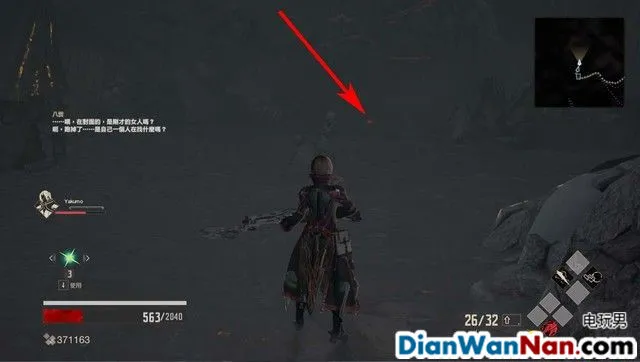 八雲
……喂，在對面的，是剛才的女人嗎？
喂，跑掉了……是自己一個人在找什麼嗎？
Yakumo
3
使用
563/2040
371163
26/32
电玩男
DianWanNan.com